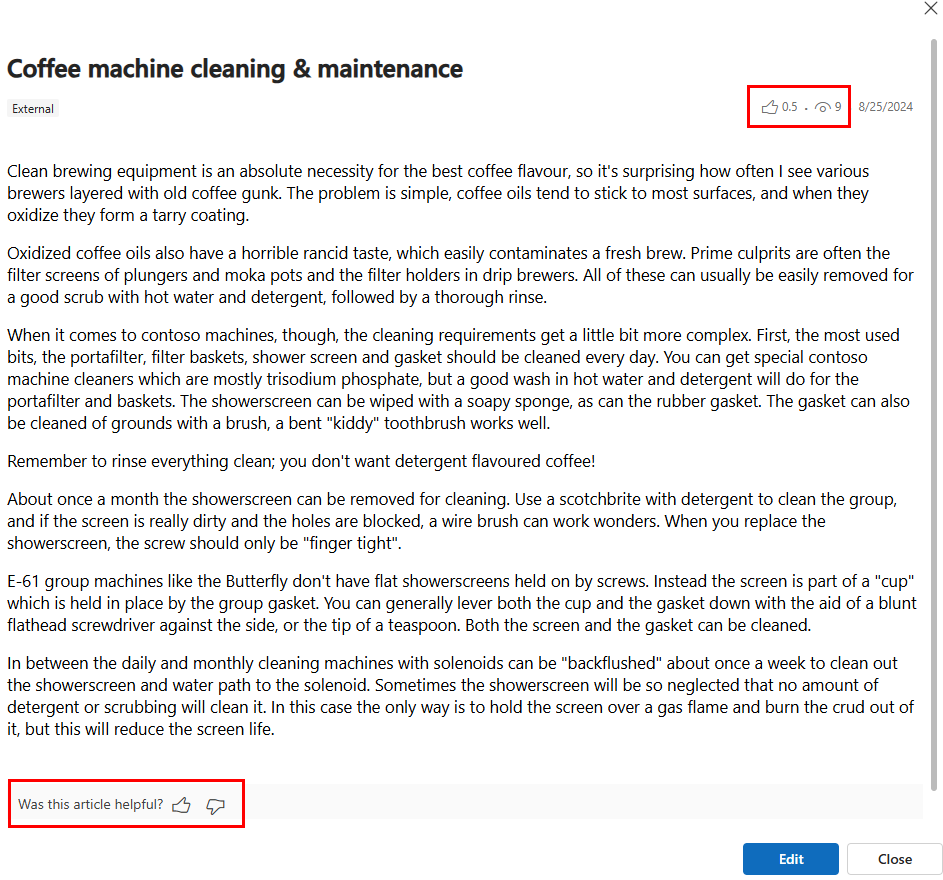 Coffee machine cleaning & maintenance
External
0.5 · 9 8/25/2024
Clean brewing equipment is an absolute necessity for the best coffee flavour, so it's surprising how often I see various
brewers layered with old coffee gunk. The problem is simple, coffee oils tend to stick to most surfaces, and when they
oxidize they form a tarry coating.
Oxidized coffee oils also have a horrible rancid taste, which easily contaminates a fresh brew. Prime culprits are often the
filter screens of plungers and moka pots and the filter holders in drip brewers. All of these can usually be easily removed for
a good scrub with hot water and detergent, followed by a thorough rinse.
When it comes to contoso machines, though, the cleaning requirements get a little bit more complex. First, the most used
bits, the portafilter, filter baskets, shower screen and gasket should be cleaned every day. You can get special contoso
machine cleaners which are mostly trisodium phosphate, but a good wash in hot water and detergent will do for the
portafilter and baskets. The showerscreen can be wiped with a soapy sponge, as can the rubber gasket. The gasket can also
be cleaned of grounds with a brush, a bent "kiddy" toothbrush works well.
Remember to rinse everything clean; you don't want detergent flavoured coffee!
About once a month the showerscreen can be removed for cleaning. Use a scotchbrite with detergent to clean the group,
and if the screen is really dirty and the holes are blocked, a wire brush can work wonders. When you replace the
showerscreen, the screw should only be "finger tight".
E-61 group machines like the Butterfly don't have flat showerscreens held on by screws. Instead the screen is part of a "cup"
which is held in place by the group gasket. You can generally lever both the cup and the gasket down with the aid of a blunt
flathead screwdriver against the side, or the tip of a teaspoon. Both the screen and the gasket can be cleaned.
In between the daily and monthly cleaning machines with solenoids can be "backflushed" about once a week to clean out
the showerscreen and water path to the solenoid. Sometimes the showerscreen will be so neglected that no amount of
detergent or scrubbing will clean it. In this case the only way is to hold the screen over a gas flame and burn the crud out of
it, but this will reduce the screen life.
Was this article helpful?
Edit Close